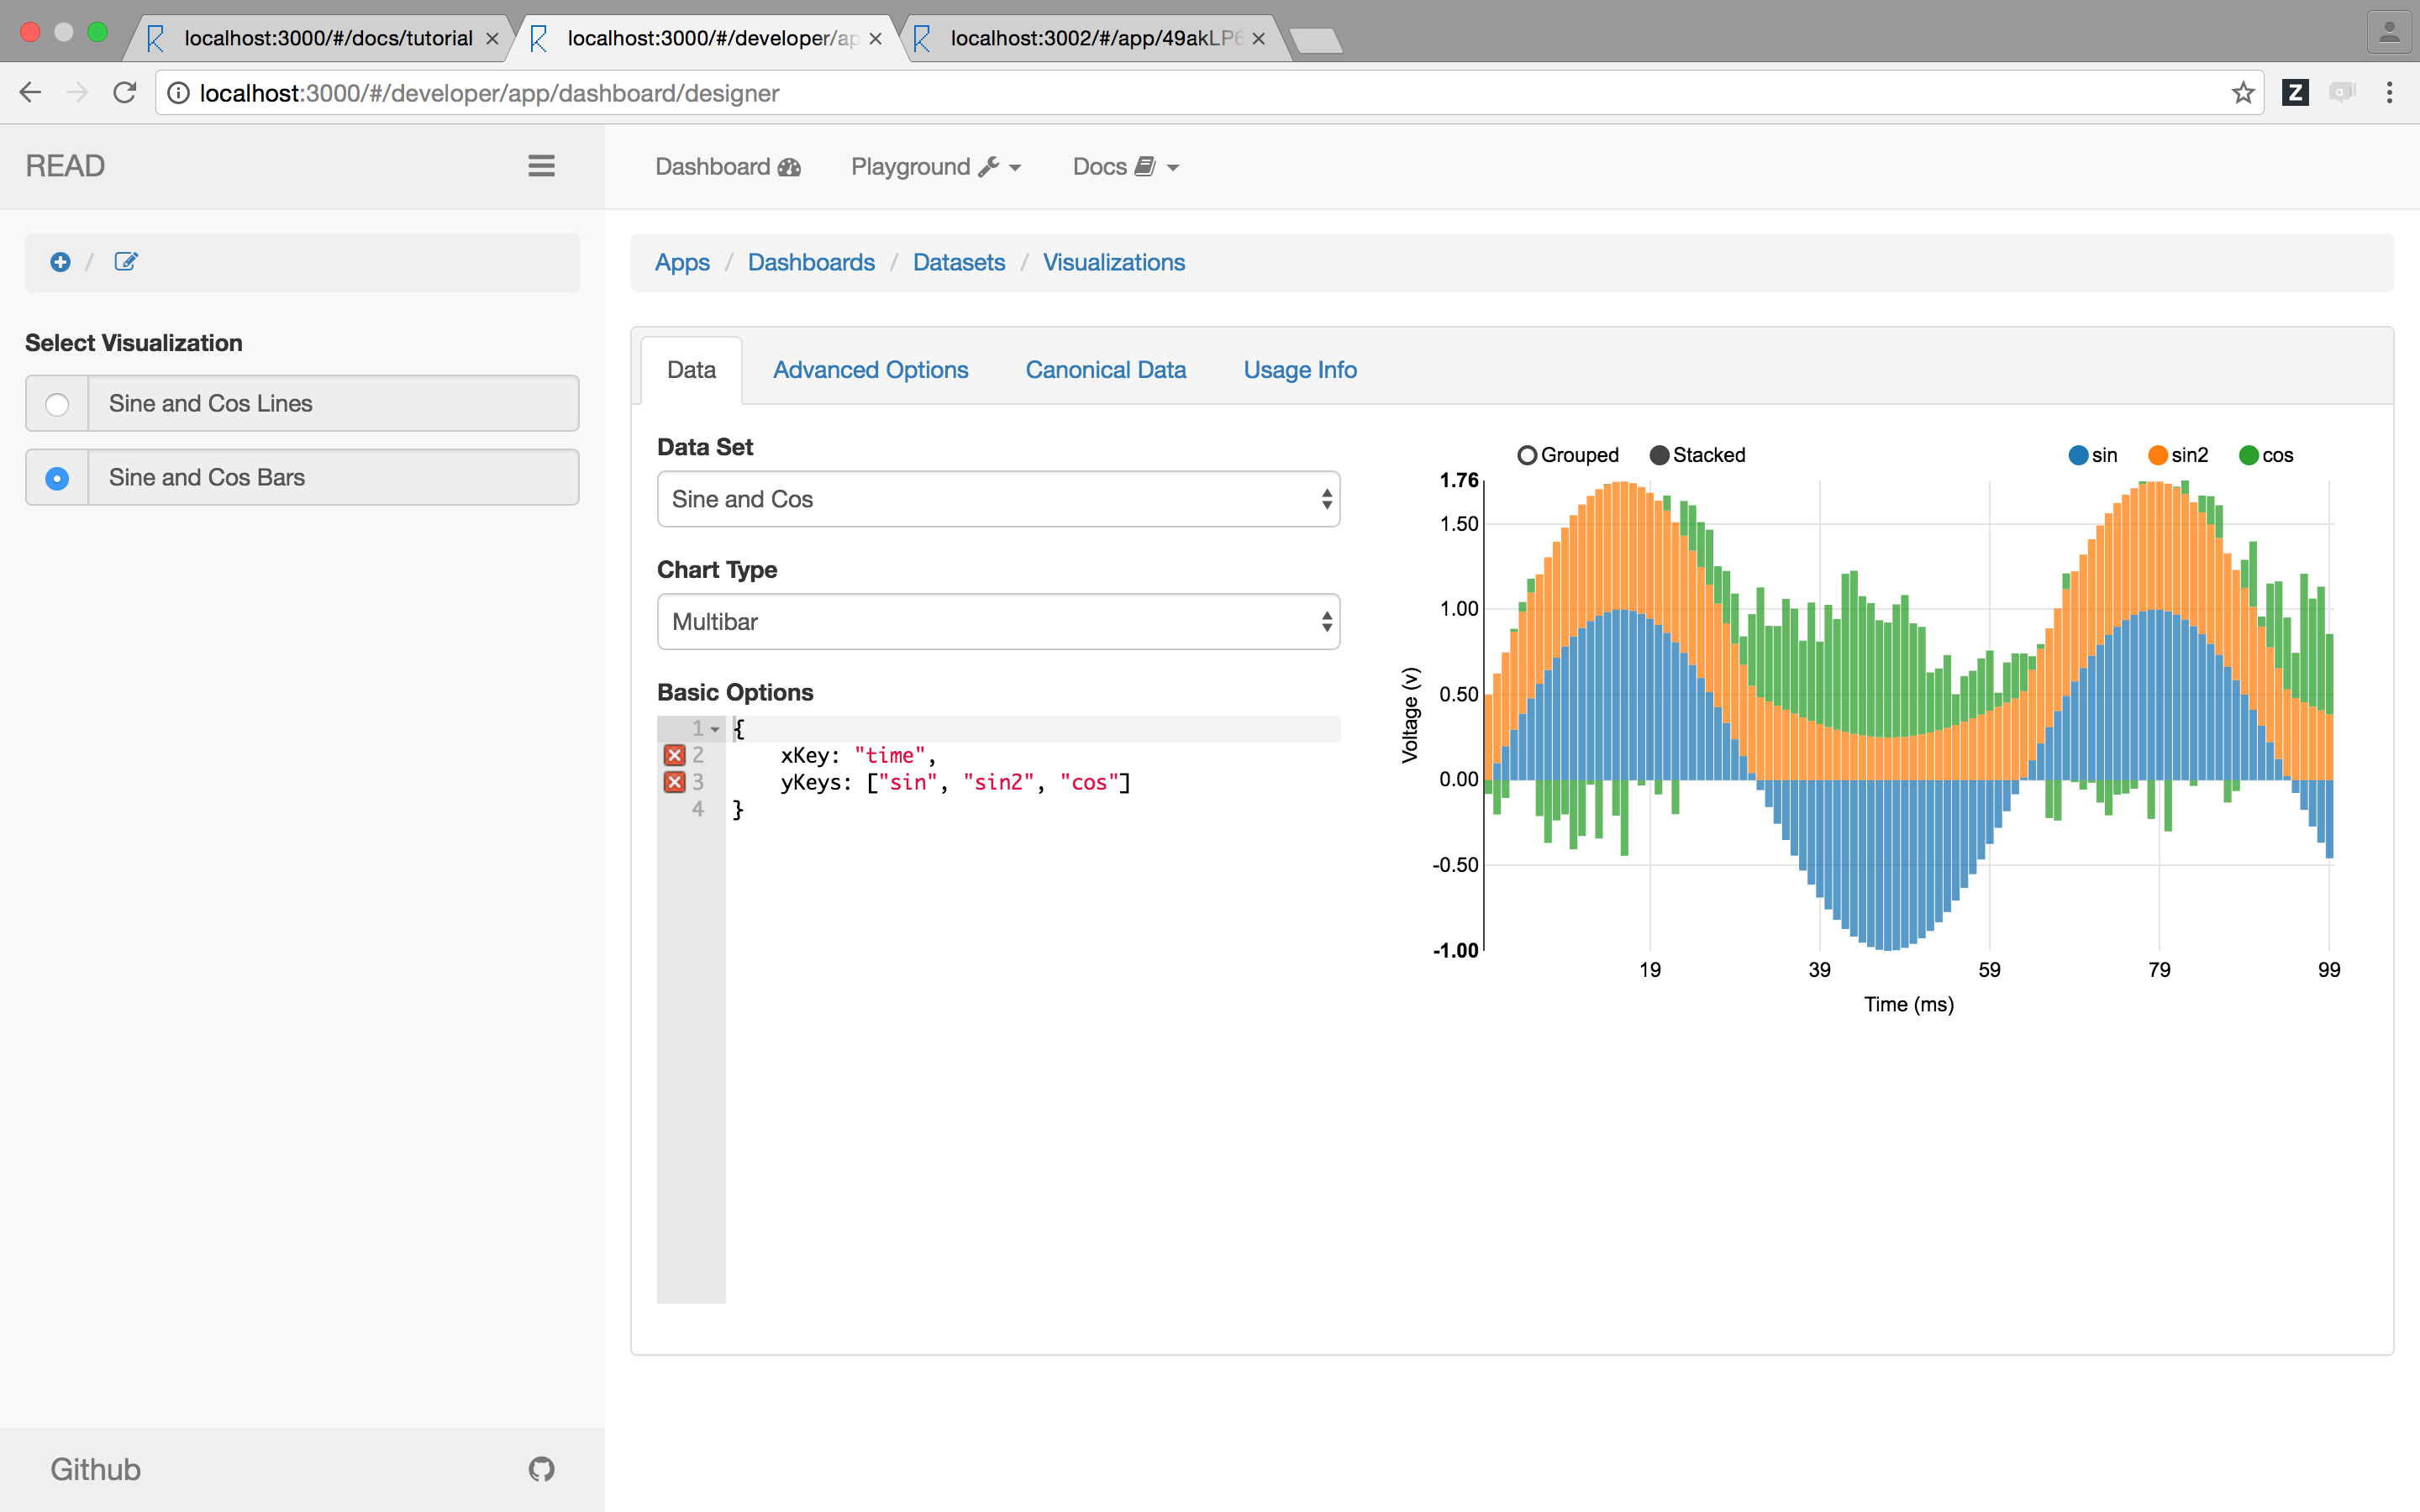 localhost:3000/#/docs/tutorial
localhost:3000/#/developer/ap
localhost:3002/#/app/49akLP6
localhost:3000/#/developer/app/dashboard/designer
Z
a
READ
Dashboard
Playground
Docs
/
Apps / Dashboards / Datasets / Visualizations
Select Visualization
Sine and Cos Lines
Sine and Cos Bars
Data
Advanced Options
Canonical Data
Usage Info
Data Set
Sine and Cos
Chart Type
Multibar
Basic Options
1 {
2 xKey: "time",
3 yKeys: ["sin", "sin2", "cos"]
4 }
Grouped
Stacked
sin
sin2
cos
1.76
1.50
1.00
0.50
0.00
-0.50
-1.00
Voltage (v)
19
39
59
79
99
Time (ms)
Github